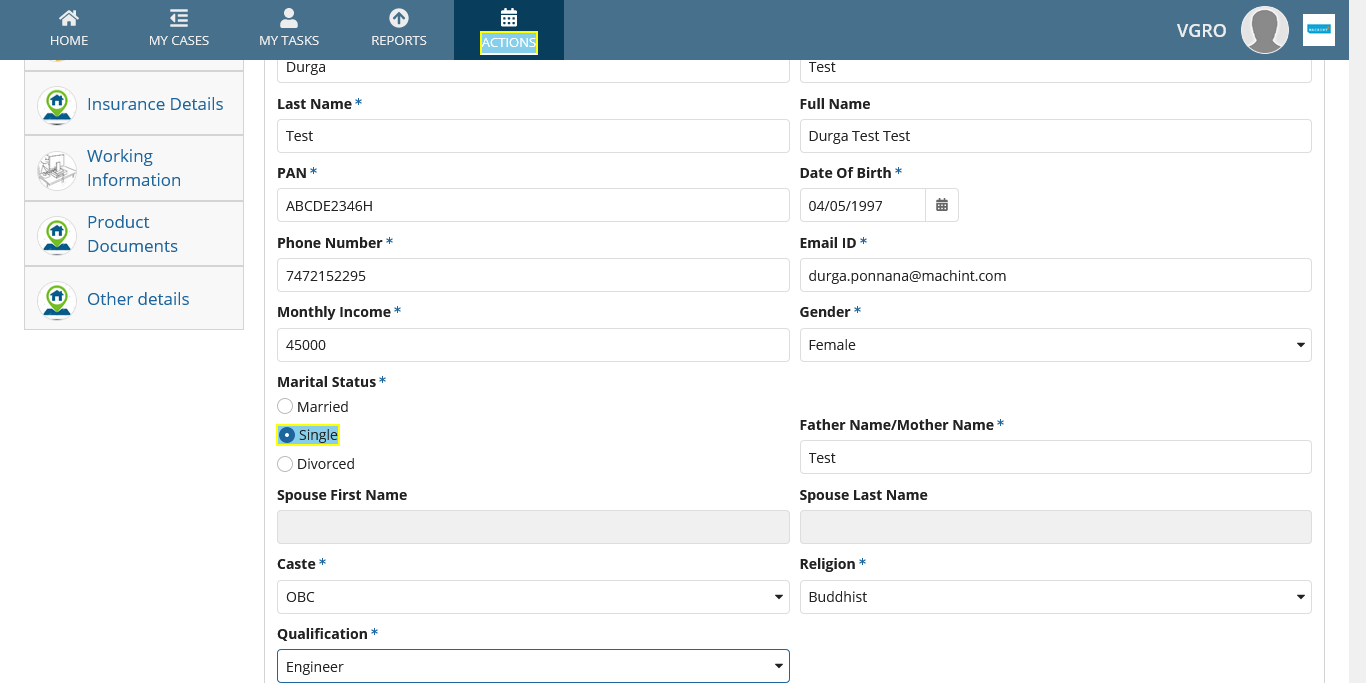 HOME
MY CASES
MY TASKS
REPORTS
ACTIONS
VGRO
Insurance Details
Working
Information
Product
Documents
Other details
Durga
Test
Last Name *
Full Name
Test
Durga Test Test
PAN *
Date Of Birth *
ABCDE2346H
04/05/1997
Phone Number *
Email ID *
7472152295
durga.ponnana@machint.com
Monthly Income *
Gender *
45000
Female
Marital Status *
Married
Single
Divorced
Father Name/Mother Name *
Test
Spouse First Name
Spouse Last Name
Caste *
Religion *
OBC
Buddhist
Qualification *
Engineer